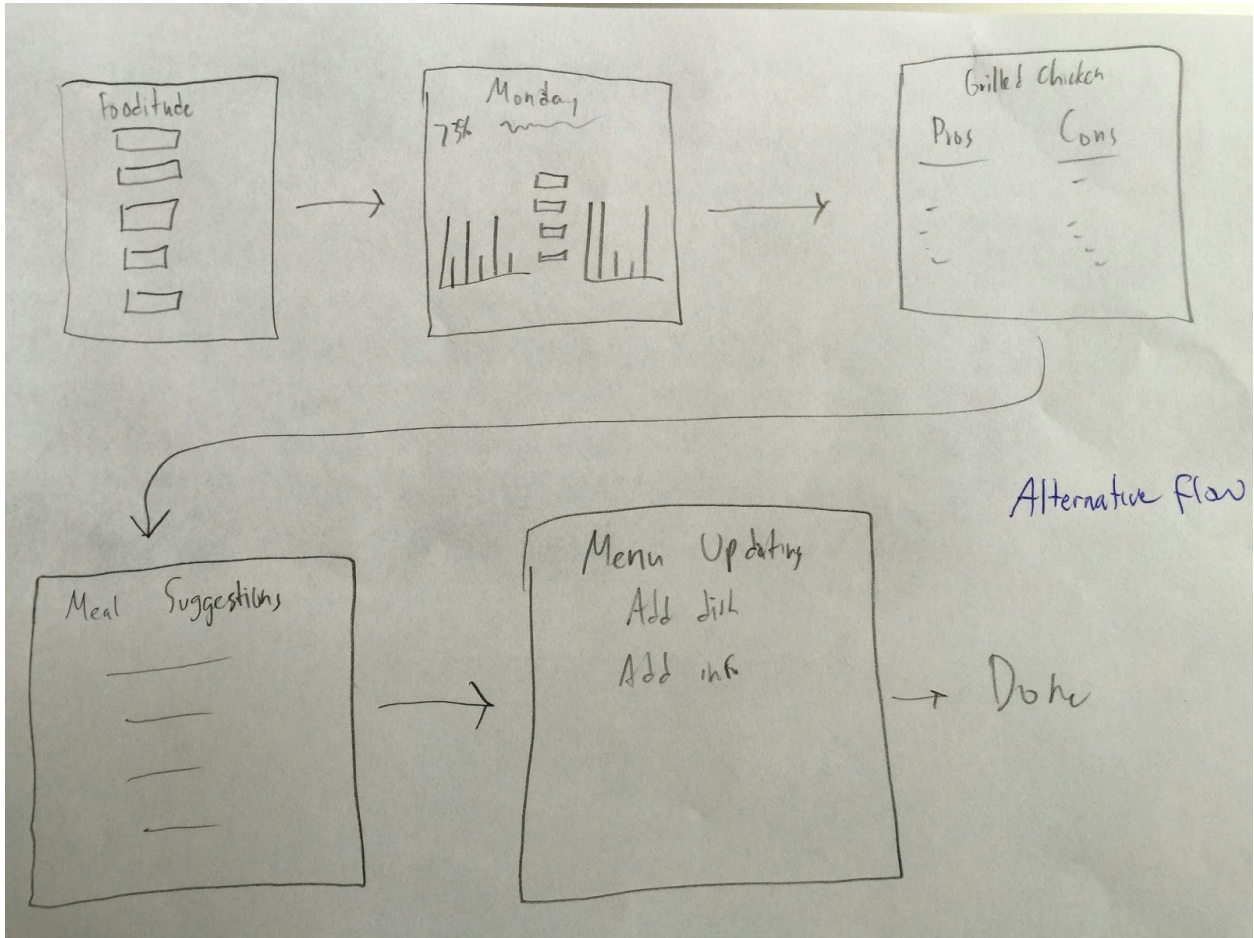 Fooditude
Monday
75%
Grilled Chicken
Pros
Cons
Alternative flow
Meal Suggestions
Menu Updating
Add dish
Add info
Done